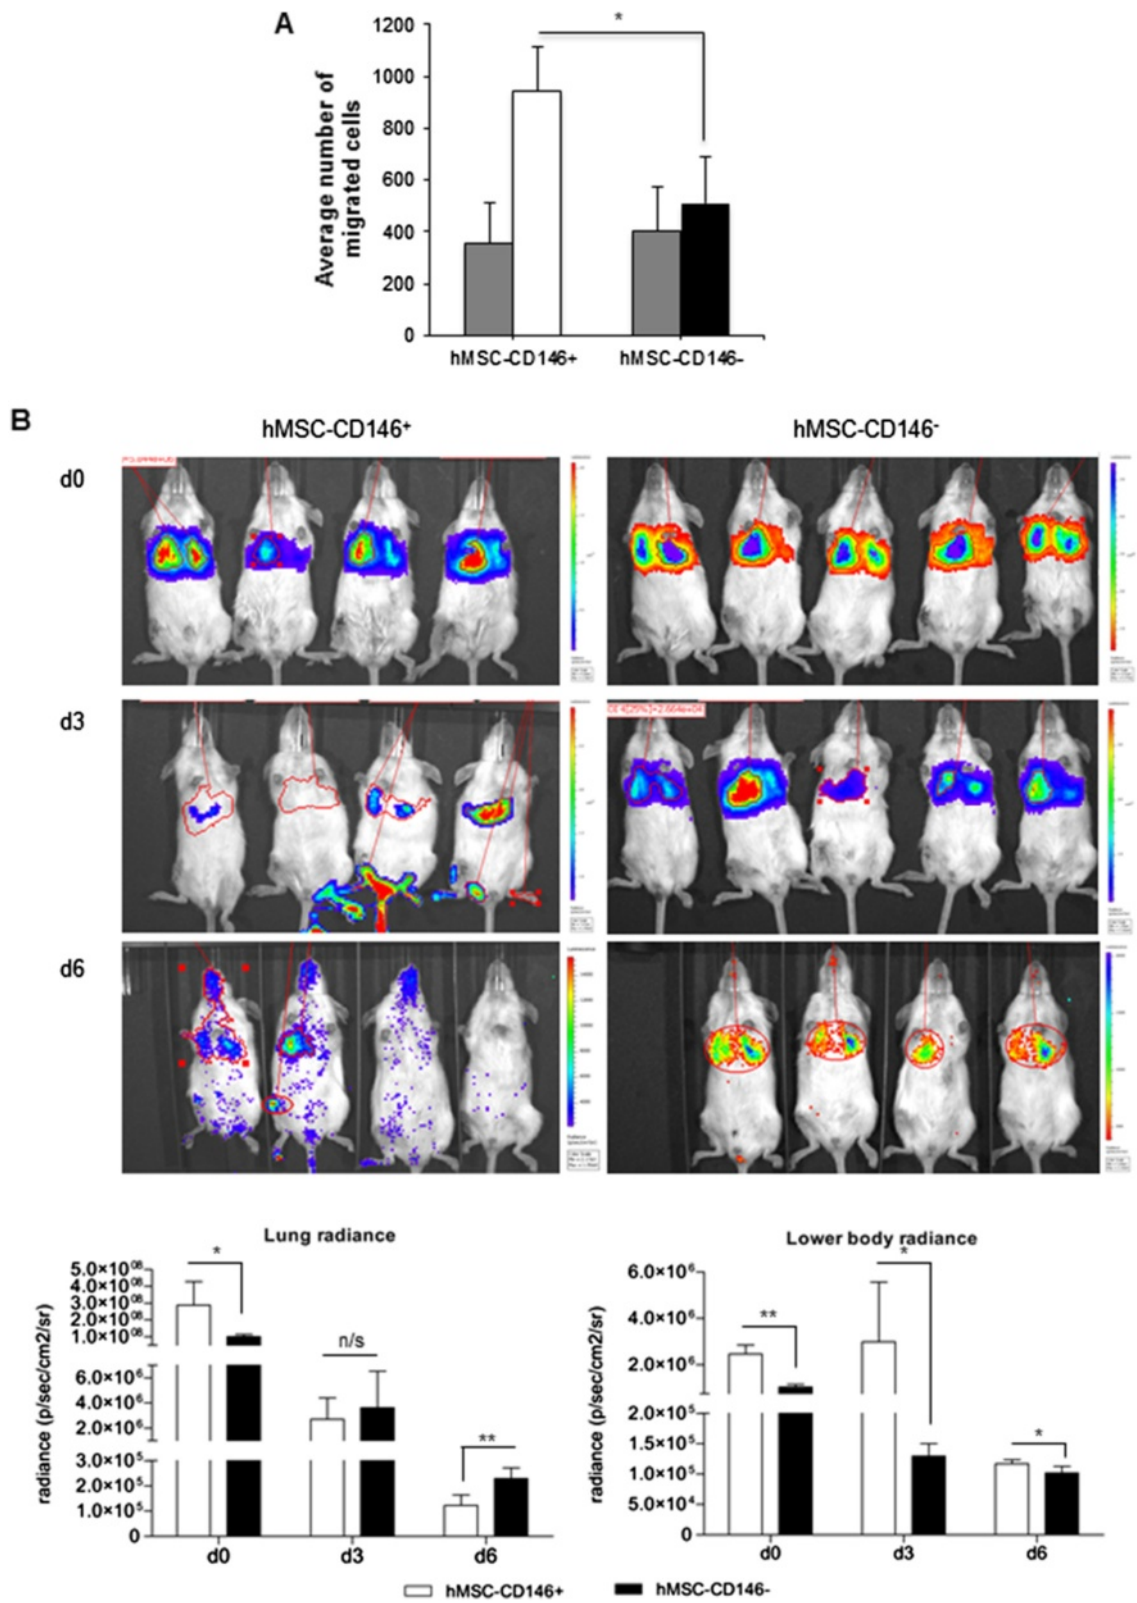 A
*
1200
1000
800
600
400
200
0
Average number of
migrated cells
hMSC-CD146+
hMSC-CD146-
B
hMSC-CD146+
hMSC-CD146-
d0
d3
d6
Lung radiance
radiance (p/sec/cm2/sr)
5.0×10⁰⁸
4.0×10⁰⁸
3.0×10⁰⁸
2.0×10⁰⁸
1.0×10⁰⁸
6.0×10⁶
4.0×10⁶
2.0×10⁶
3.0×10⁵
2.0×10⁵
1.0×10⁵
0
*
n/s
**
d0
d3
d6
Lower body radiance
radiance (p/sec/cm2/sr)
6.0×10⁶
4.0×10⁶
2.0×10⁶
2.0×10⁵
1.5×10⁵
1.0×10⁵
5.0×10⁴
0
**
*
*
d0
d3
d6
hMSC-CD146+
hMSC-CD146-